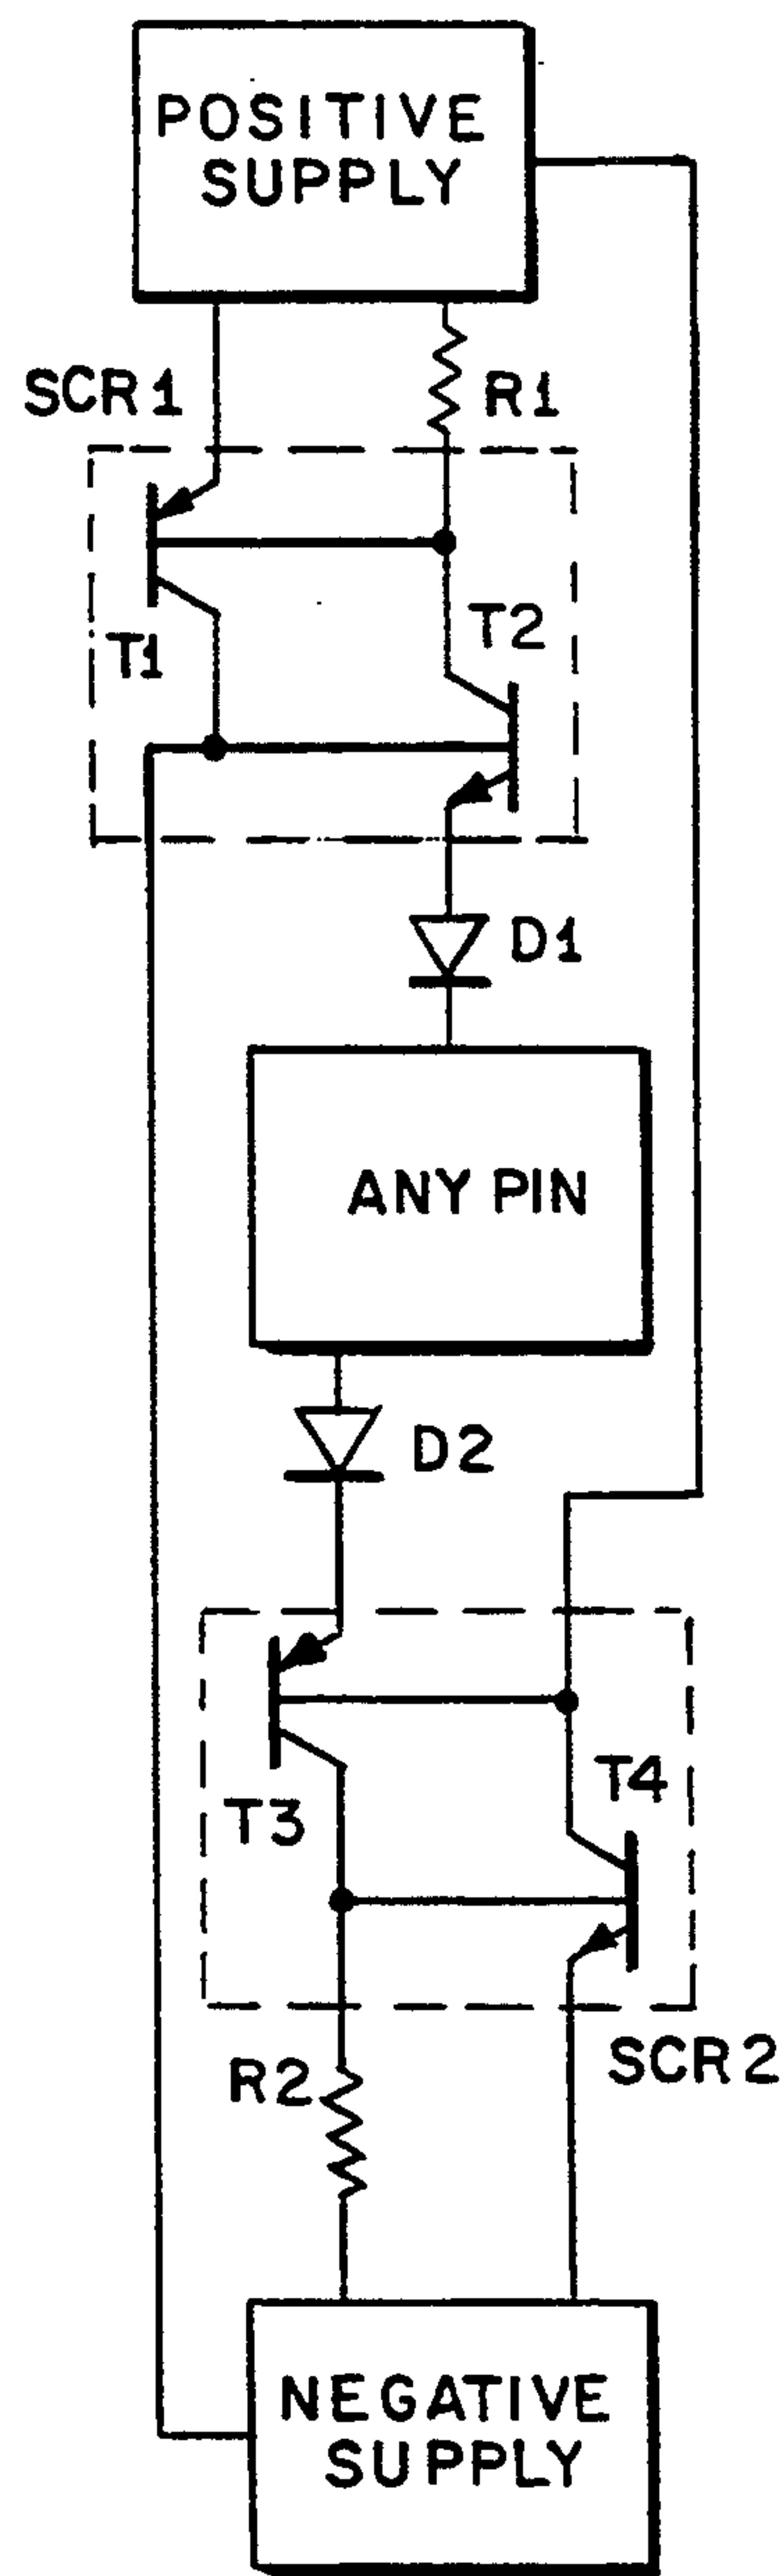 POSITIVE
SUPPLY
SCR1
R1
T1
T2
D1
ANY PIN
D2
T3
T4
R2
SCR2
NEGATIVE
SUPPLY